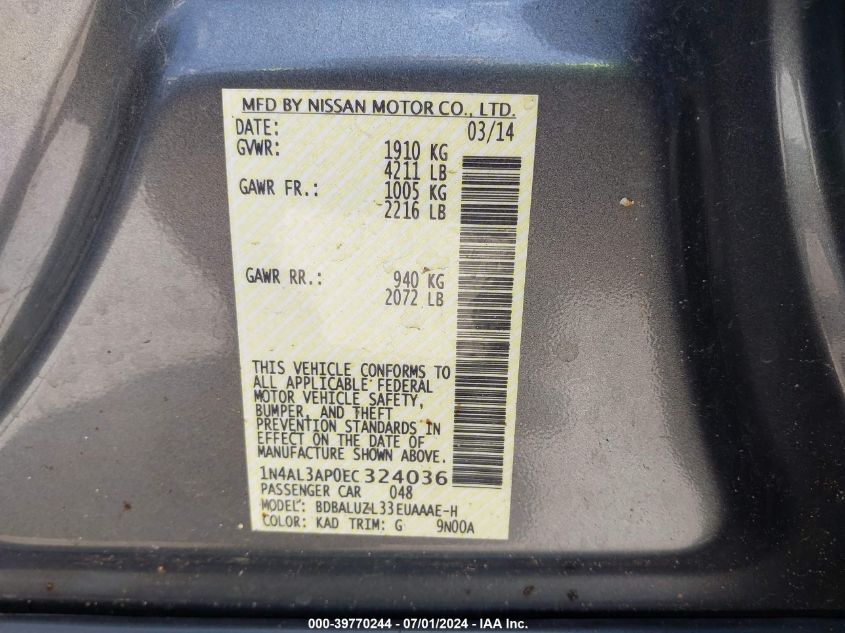 MFD BY NISSAN MOTOR CO., LTD.
DATE: 03/14
GVWR: 1910 KG
4211 LB
GAWR FR.: 1005 KG
2216 LB
GAWR RR.: 940 KG
2072 LB
THIS VEHICLE CONFORMS TO
ALL APPLICABLE FEDERAL
MOTOR VEHICLE SAFETY,
BUMPER, AND THEFT
PREVENTION STANDARDS IN
EFFECT ON THE DATE OF
MANUFACTURE SHOWN ABOVE.
1N4AL3AP0EC324036
PASSENGER CAR 048
MODEL: BDBALUZ-L33EUAAAE-H
COLOR: KAD TRIM: G 9N00A
000-39770244 - 07/01/2024 - IAA Inc.